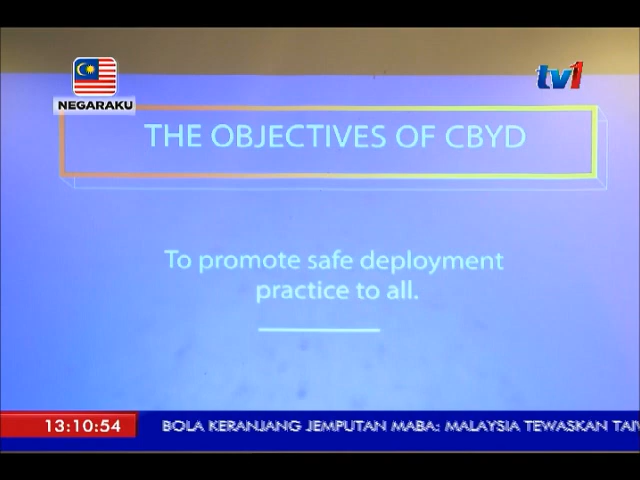 NEGARAKU
tv1
THE OBJECTIVES OF CBYD
To promote safe deployment
practice to all.
13:10:54
BOLA KERANJANG JEMPUTAN MABA: MALAYSIA TEWASKAN